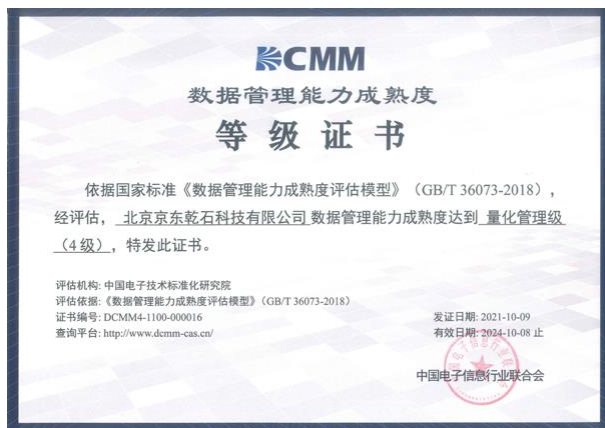 DCMM
数据管理能力成熟度
等级证书
依据国家标准《数据管理能力成熟度评估模型》（GB/T 36073-2018），
经评估，北京京东乾石科技有限公司数据管理能力成熟度达到 量化管理级
（4 级），特发此证书。
评估机构: 中国电子技术标准化研究院
评估依据:《数据管理能力成熟度评估模型》（GB/T 36073-2018）
证书编号: DCMM4-1100-000016
查询平台: http://www.dcmm-cas.cn/
发证日期: 2021-10-09
有效日期: 2024-10-08 止
中国电子信息行业联合会